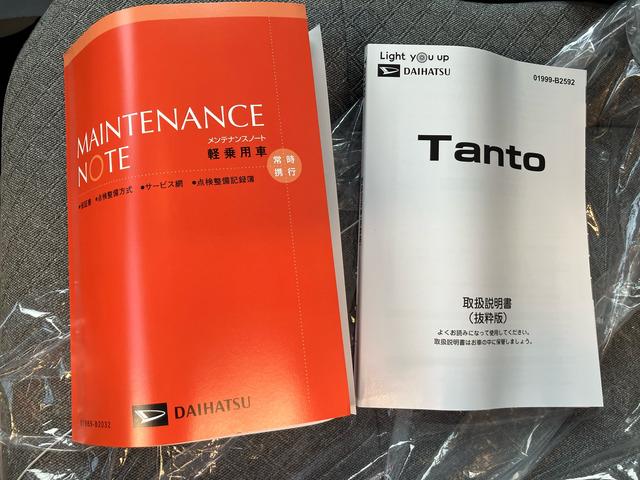 MAINTENANCE
NOTE
メンテナンスノート
軽乗用車
常時
携行
●保証書 ●点検整備方式 ●サービス網 ●点検整備記録簿
DAIHATSU
01999-B2032
Light you up
DAIHATSU
01999-B2592
Tanto
取扱説明書
(抜粋版)
よくお読みになって使用してください。
取扱説明書はお車の中に保管しましょう。